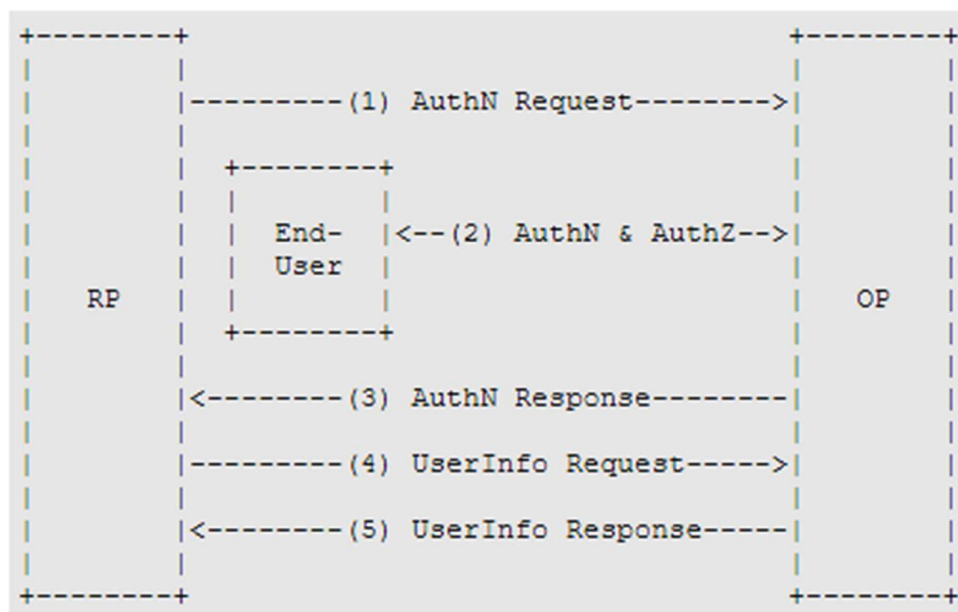 +--------+                                   +--------+
|        |                                   |        |
|        |---------(1) AuthN Request-------->|        |
|        |                                   |        |
|        |  +--------+                       |        |
|        |  |        |                       |        |
|        |  |  End-  |<--(2) AuthN & AuthZ-->|        |
|        |  |  User  |                       |        |
|   RP   |  |        |                       |   OP   |
|        |  +--------+                       |        |
|        |                                   |        |
|        |<--------(3) AuthN Response--------|        |
|        |                                   |        |
|        |---------(4) UserInfo Request----->|        |
|        |                                   |        |
|        |<--------(5) UserInfo Response-----|        |
|        |                                   |        |
+--------+                                   +--------+